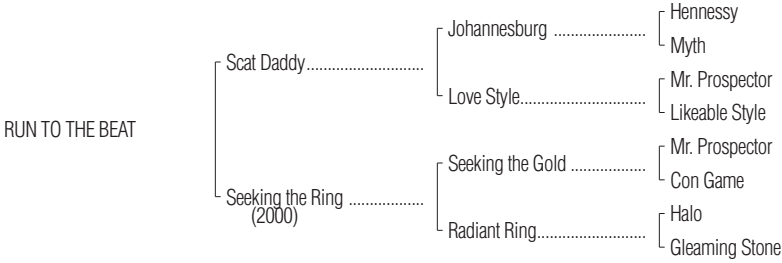 Hennessy
Johannesburg ......................
Myth
Scat Daddy............................
Mr. Prospector
Love Style..............................
Likeable Style
RUN TO THE BEAT
Mr. Prospector
Seeking the Gold ..................
Con Game
Seeking the Ring ..................
(2000)
Halo
Radiant Ring..........................
Gleaming Stone